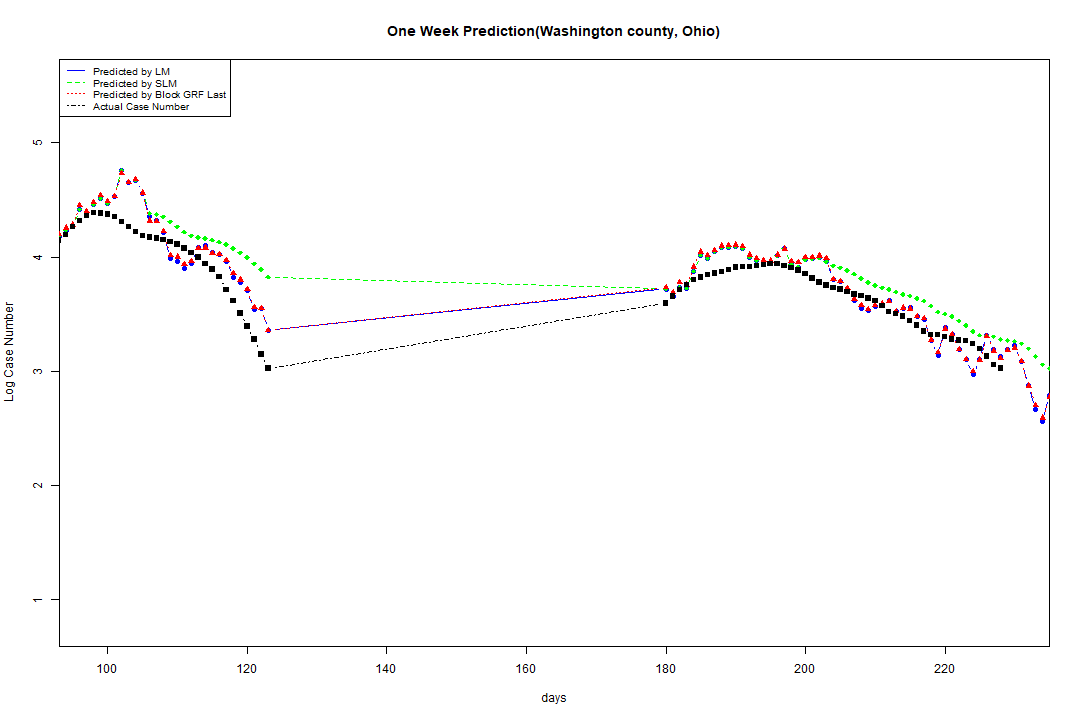 One Week Prediction(Washington county, Ohio)
Predicted by LM
Predicted by SLM
Predicted by Block GRF Last
Actual Case Number
5
4
3
2
1
Log Case Number
100 120 140 160 180 200 220
days